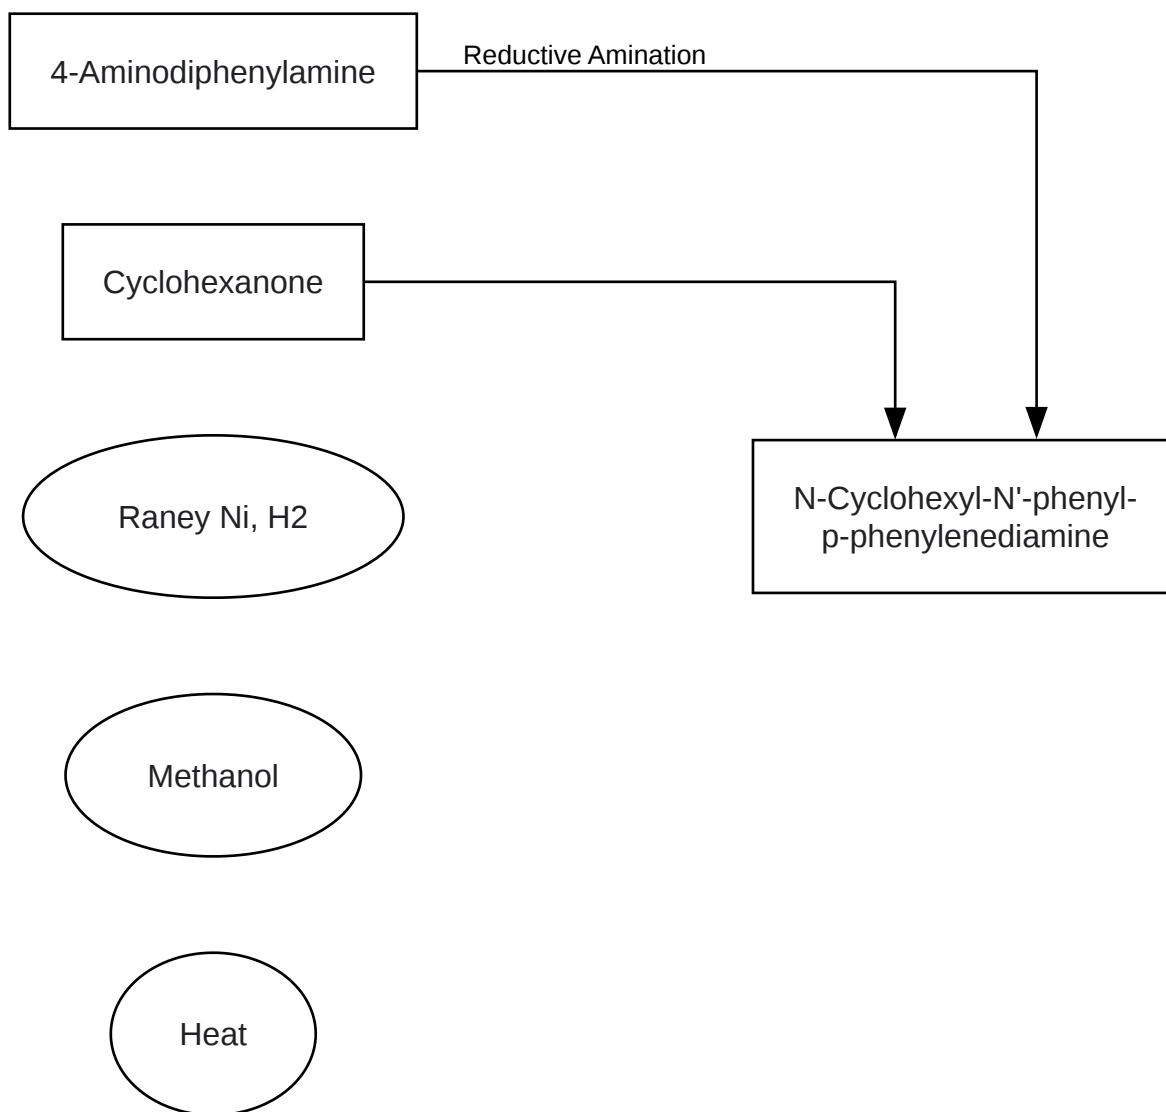 4-Aminodiphenylamine
Reductive Amination
Cyclohexanone
Raney Ni, H2
N-Cyclohexyl-N'-phenyl-
p-phenylenediamine
Methanol
Heat